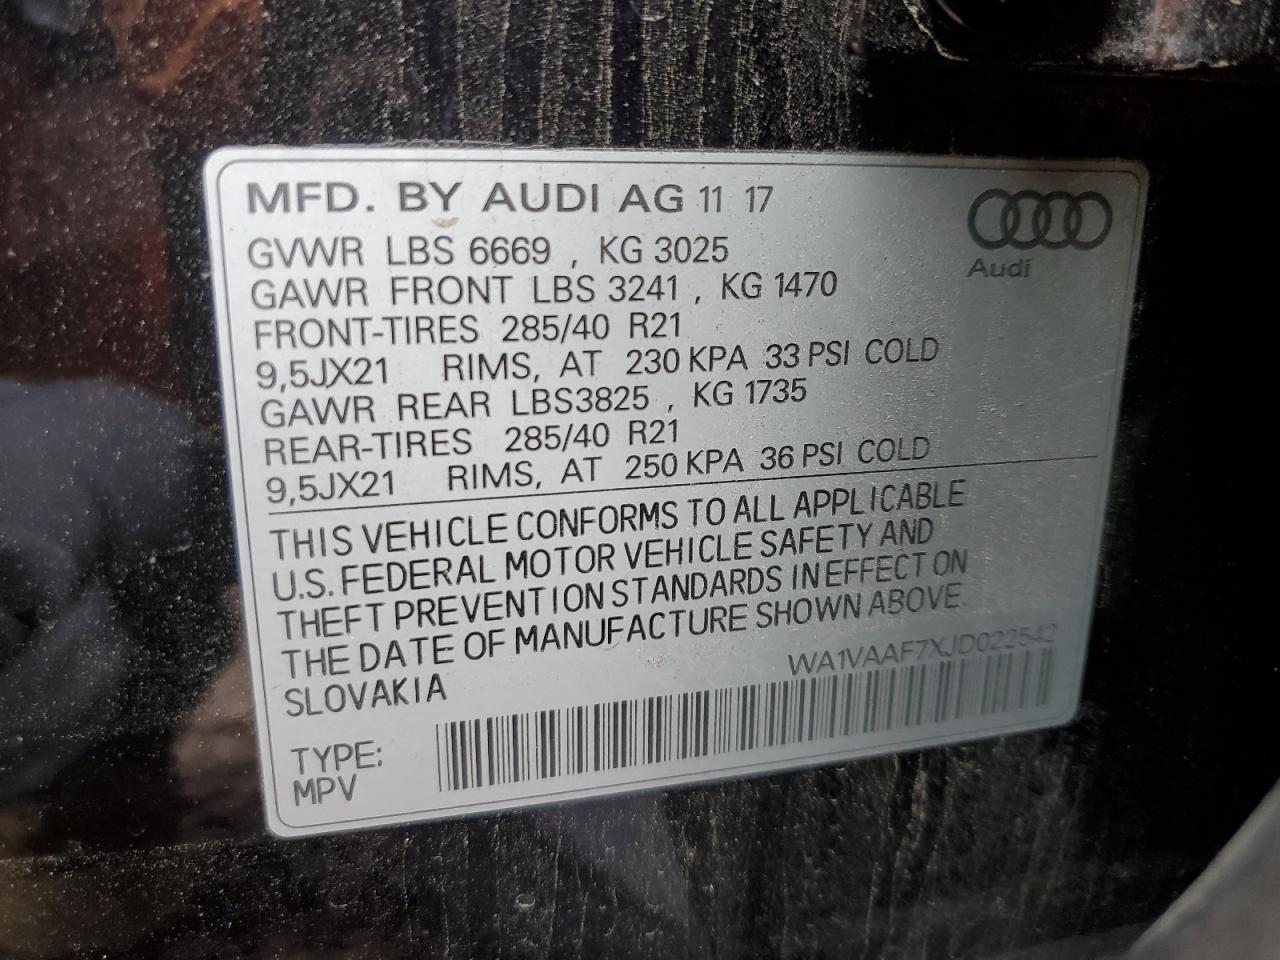 MFD. BY AUDI AG 11 17
Audi
GVWR LBS 6669 , KG 3025
GAWR FRONT LBS 3241 , KG 1470
FRONT-TIRES 285/40 R21
9,5JX21 RIMS, AT 230 KPA 33 PSI COLD
GAWR REAR LBS3825 , KG 1735
REAR-TIRES 285/40 R21
9,5JX21 RIMS, AT 250 KPA 36 PSI COLD
THIS VEHICLE CONFORMS TO ALL APPLICABLE
U.S. FEDERAL MOTOR VEHICLE SAFETY AND
THEFT PREVENTION STANDARDS IN EFFECT ON
THE DATE OF MANUFACTURE SHOWN ABOVE.
SLOVAKIA
WA1VAAF7XJD022542
TYPE:
MPV